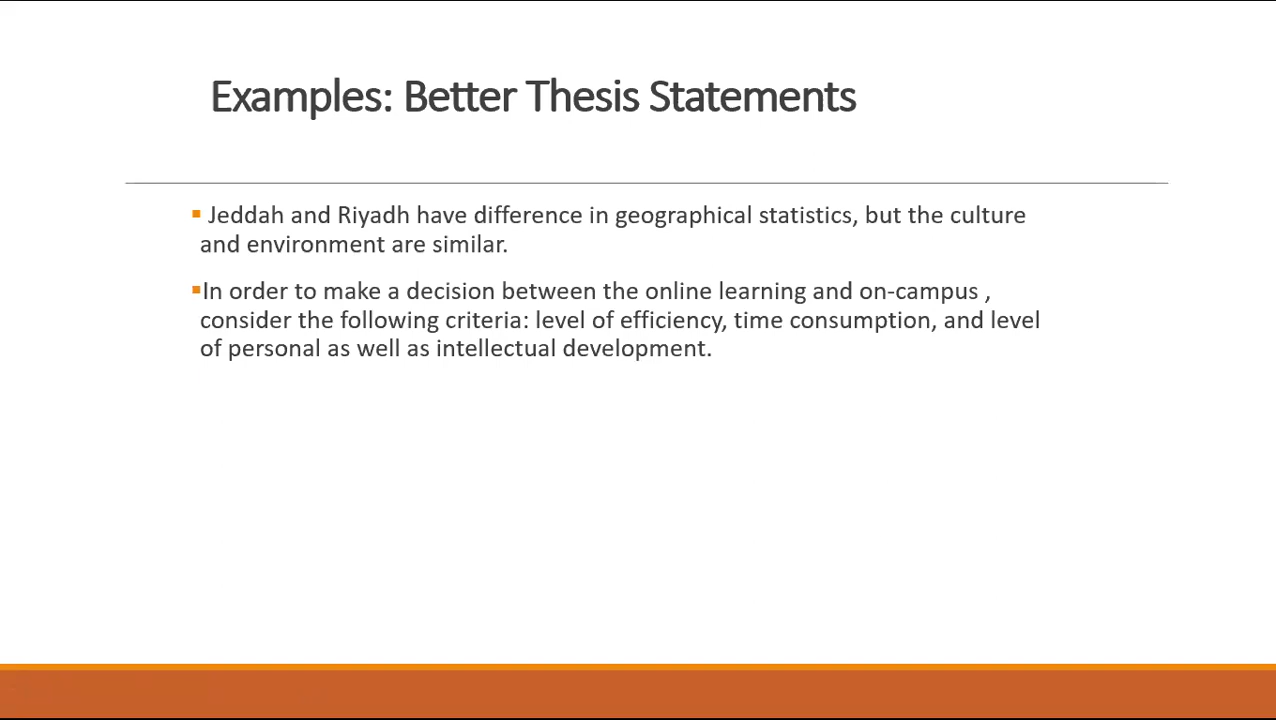 Examples: Better Thesis Statements
▪ Jeddah and Riyadh have difference in geographical statistics, but the culture
and environment are similar.
▪In order to make a decision between the online learning and on-campus ,
consider the following criteria: level of efficiency, time consumption, and level
of personal as well as intellectual development.